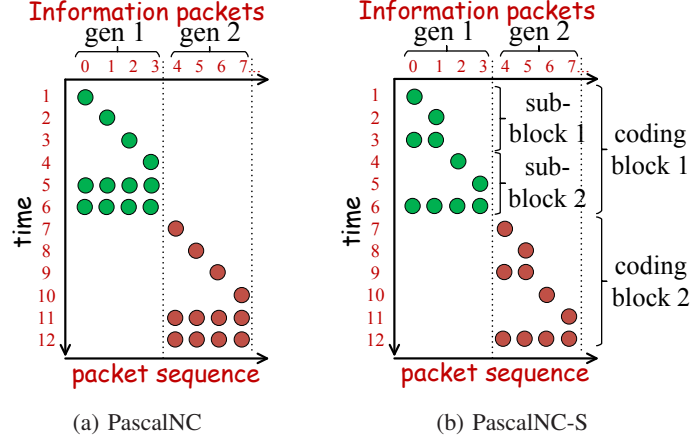 Information packets
gen 1 gen 2
0 1 2 3 4 5 6 7
1
2
3
4
5
6
7
8
9
10
11
12
time
packet sequence
(a) PascalNC
Information packets
gen 1 gen 2
0 1 2 3 4 5 6 7
1
2
3
4
5
6
7
8
9
10
11
12
time
sub-
block 1
sub-
block 2
coding
block 1
coding
block 2
packet sequence
(b) PascalNC-S